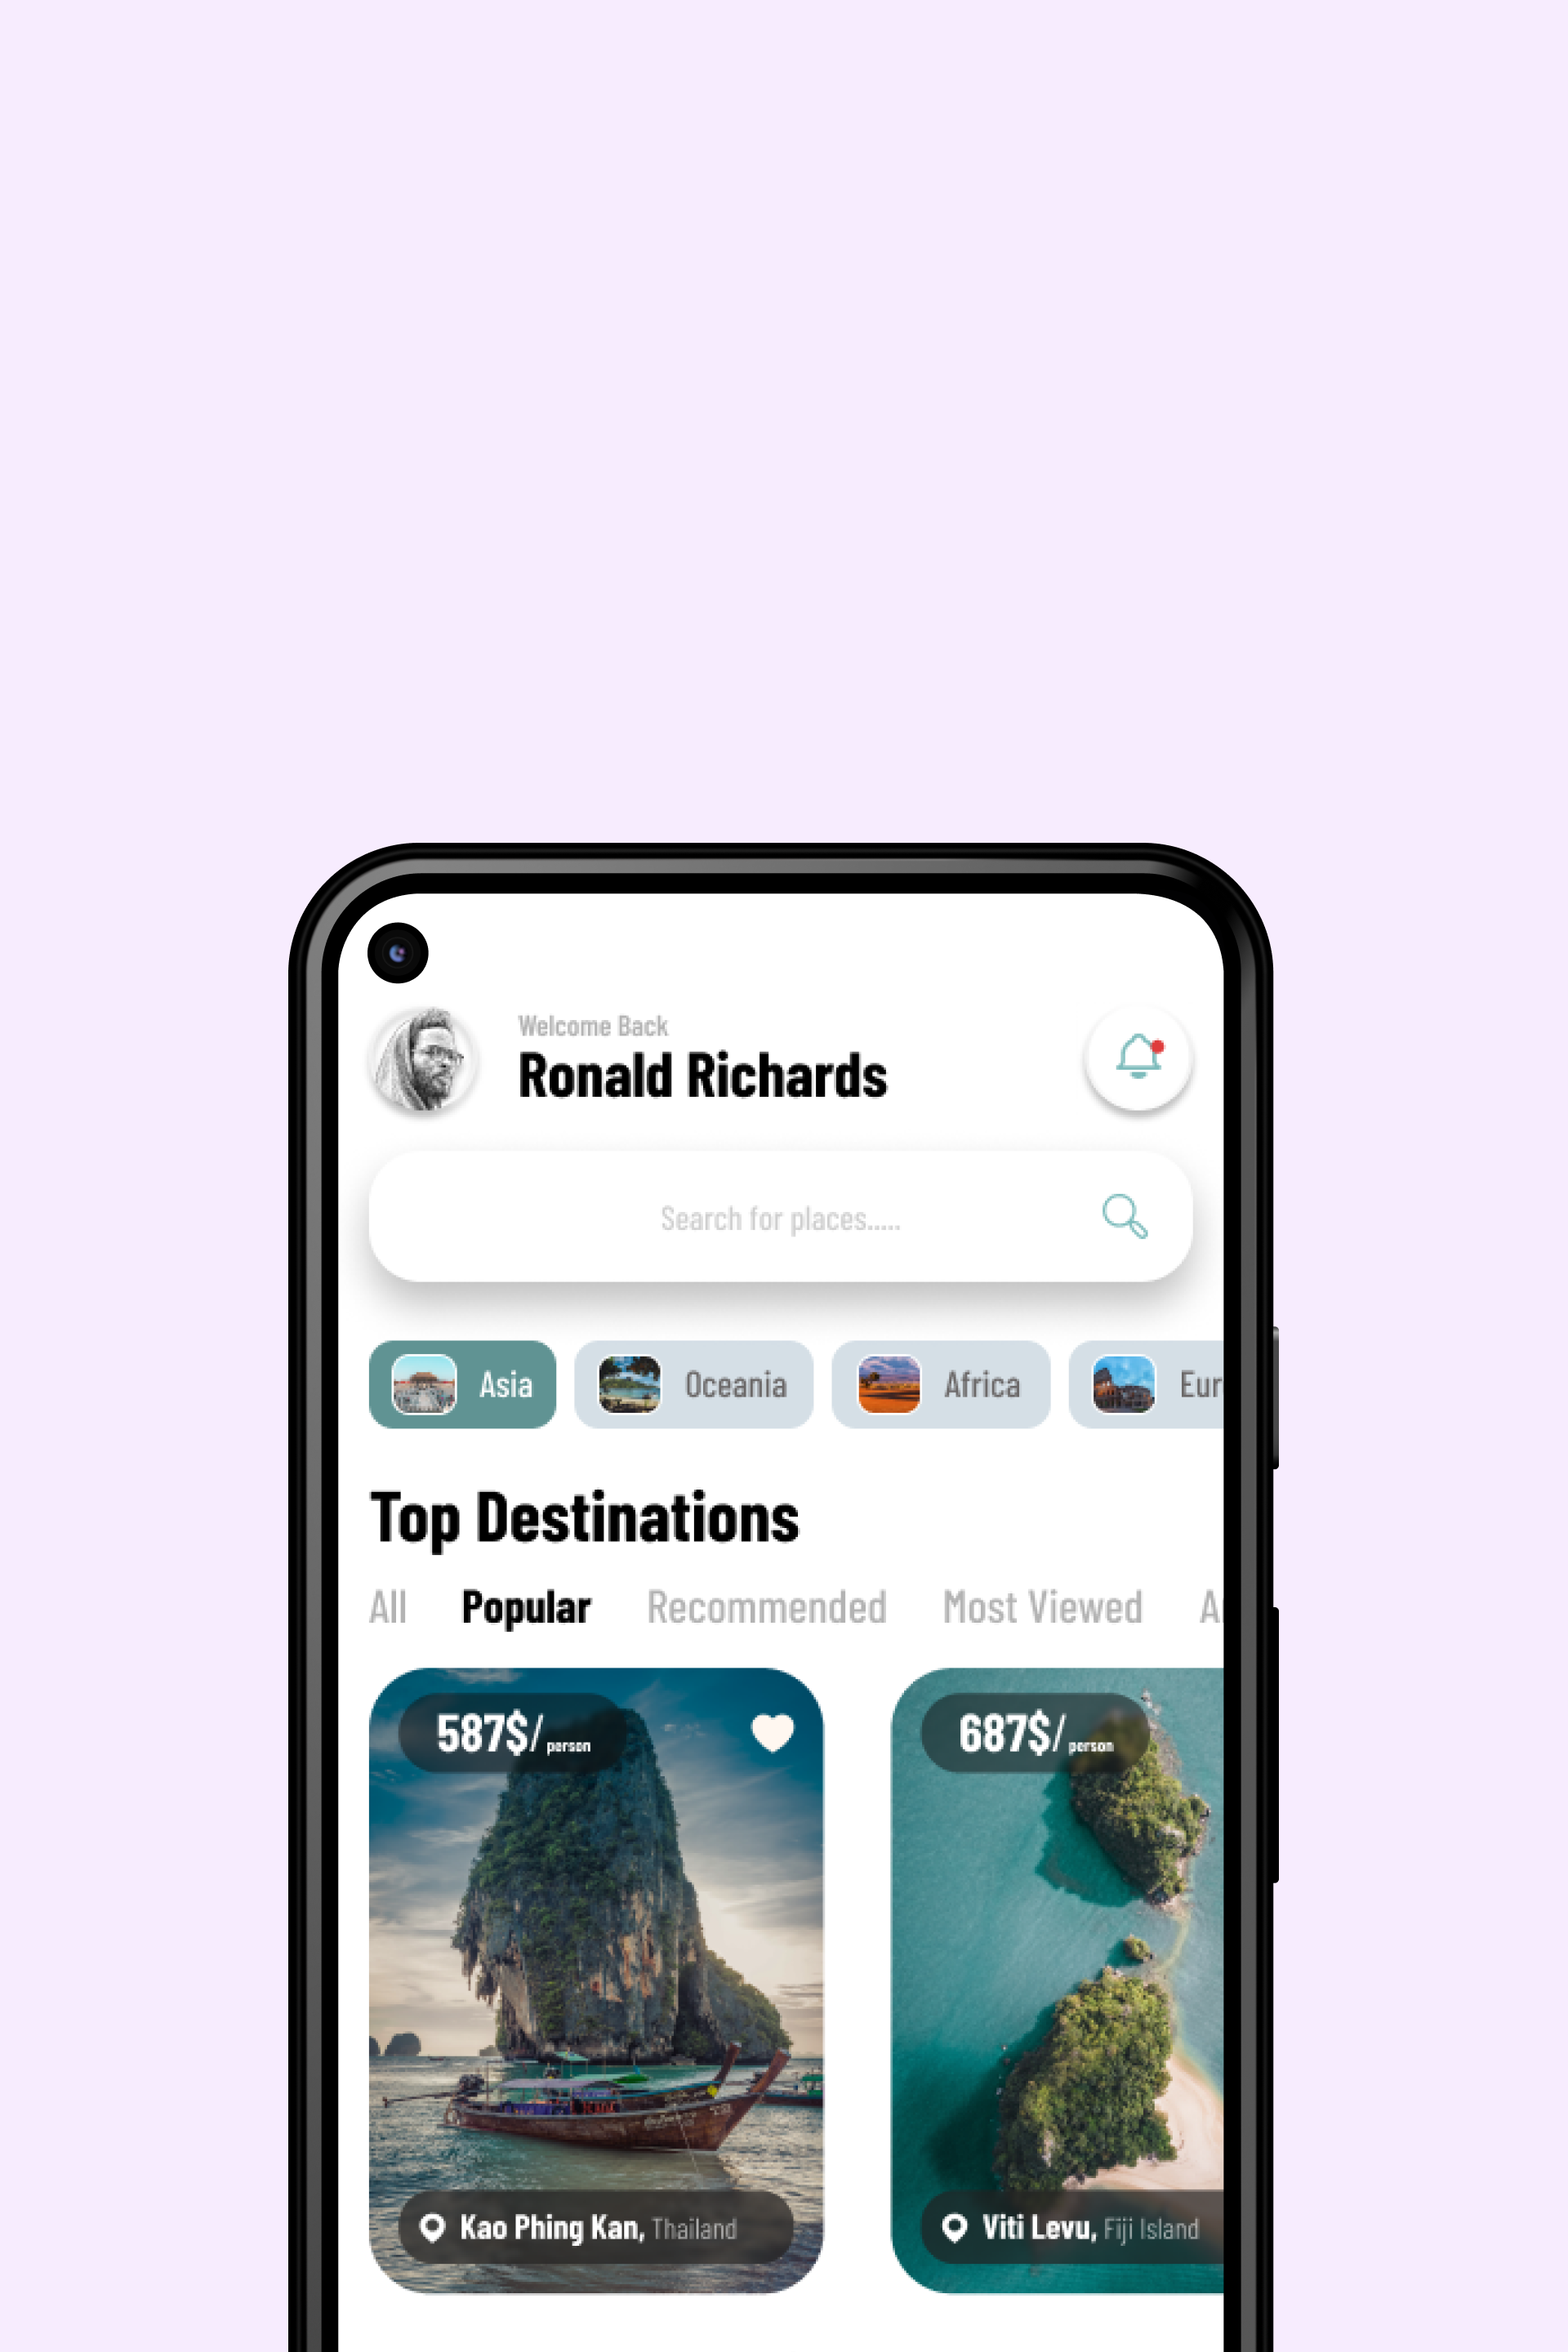 Welcome Back
Ronald Richards
Search for places.....
Asia Oceania Africa Eur
Top Destinations
All Popular Recommended Most Viewed
587$/person 687$/person
Kao Phing Kan, Thailand Viti Levu, Fiji Island